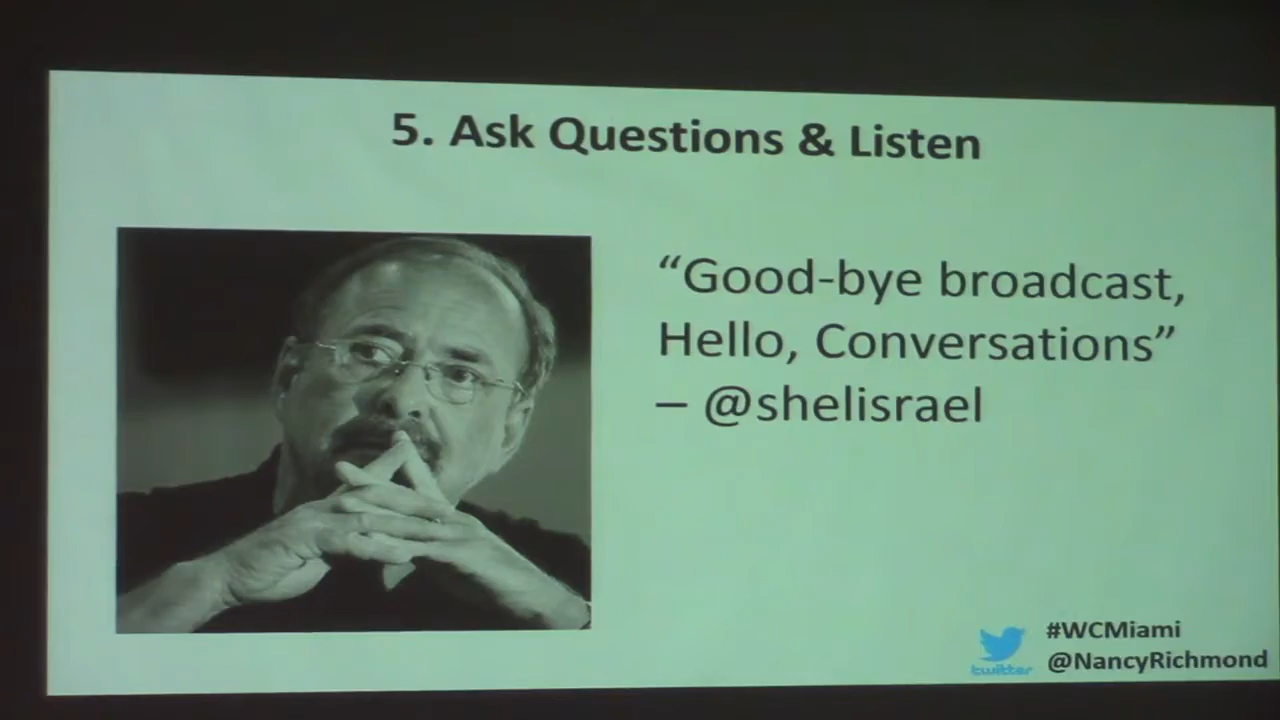 5. Ask Questions & Listen
“Good-bye broadcast,
Hello, Conversations”
– @shelisrael
#WCMiami
twitter
@NancyRichmond